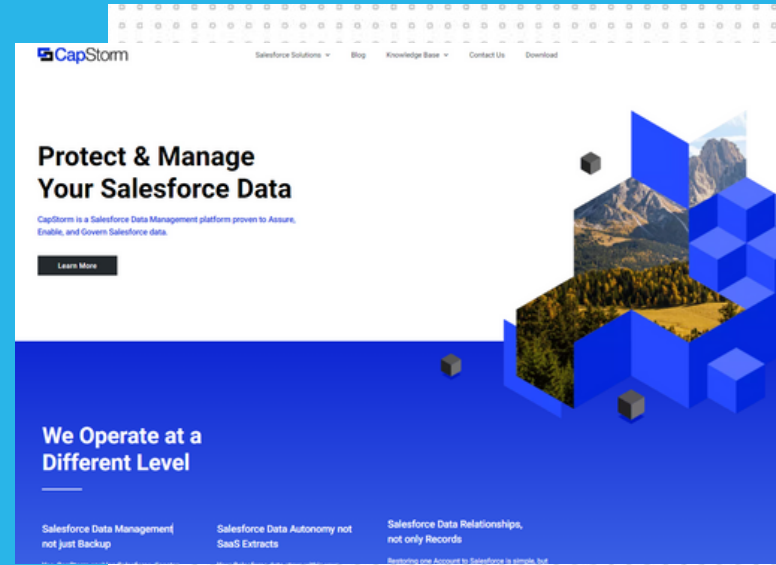 CapStorm
Salesforce Solutions Blog Knowledge Base Contact Us Download
Protect & Manage
Your Salesforce Data
CapStorm is a Salesforce Data Management platform proven to Assure,
Enable, and Govern Salesforce data.
Learn More
We Operate at a
Different Level
Salesforce Data Management
not just Backup
Salesforce Data Autonomy not
SaaS Extracts
Salesforce Data Relationships,
not only Records
Restoring one Account to Salesforce is simple, but